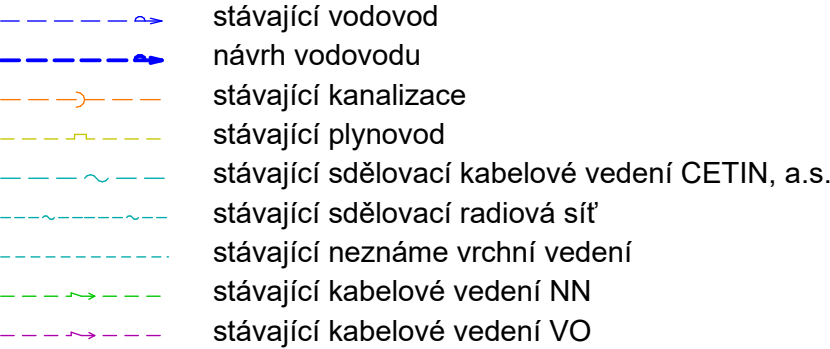 stávající vodovod
návrh vodovodu
stávající kanalizace
stávající plynovod
stávající sdělovací kabelové vedení CETIN, a.s.
stávající sdělovací radiová síť
stávající neznáme vrchní vedení
stávající kabelové vedení NN
stávající kabelové vedení VO